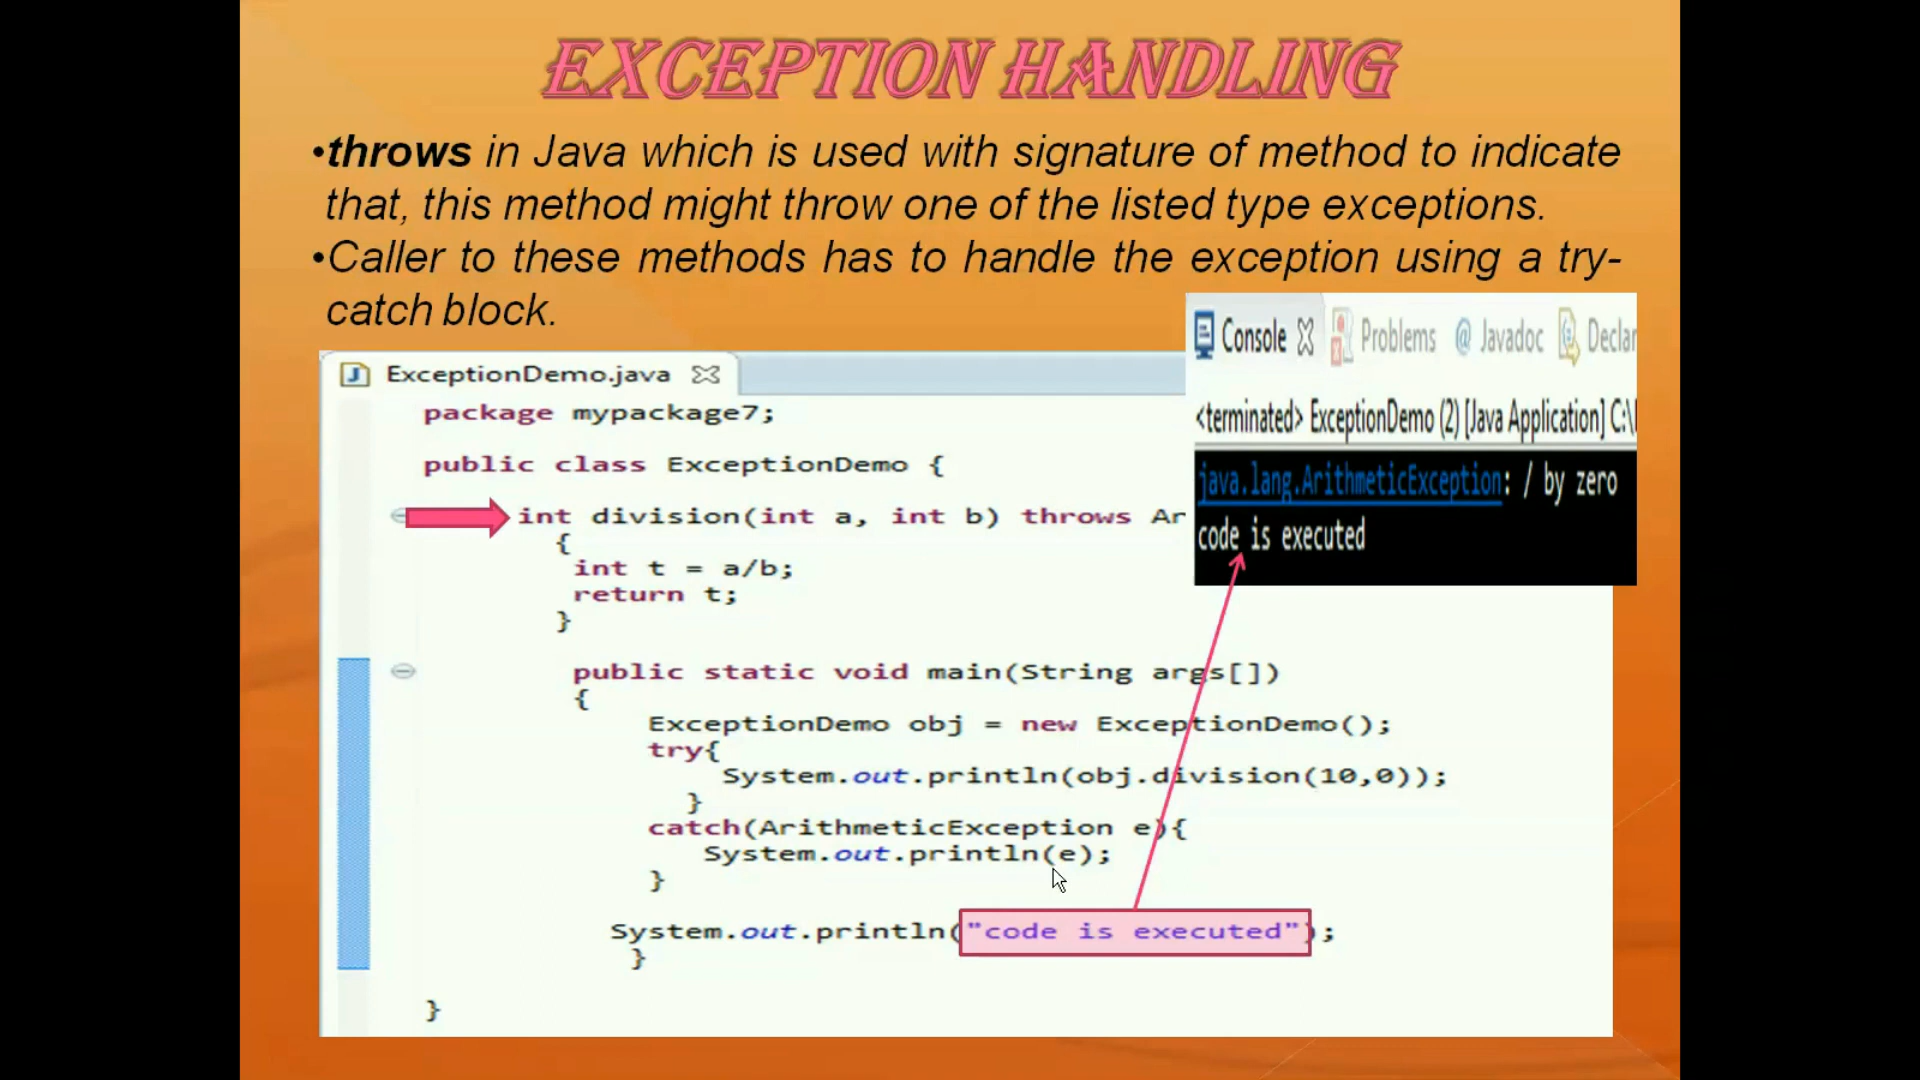 EXCEPTION HANDLING
•throws in Java which is used with signature of method to indicate
that, this method might throw one of the listed type exceptions.
•Caller to these methods has to handle the exception using a try-
catch block.
Console Problems @ Javadoc Declar
<terminated> ExceptionDemo (2) [Java Application] C:\
java.lang.ArithmeticException: / by zero
code is executed
ExceptionDemo.java
package mypackage7;
public class ExceptionDemo {
int division(int a, int b) throws Ar
{
int t = a/b;
return t;
}
public static void main(String args[])
{
ExceptionDemo obj = new ExceptionDemo();
try{
System.out.println(obj.division(10,0));
}
catch(ArithmeticException e){
System.out.println(e);
}
System.out.println("code is executed");
}
}